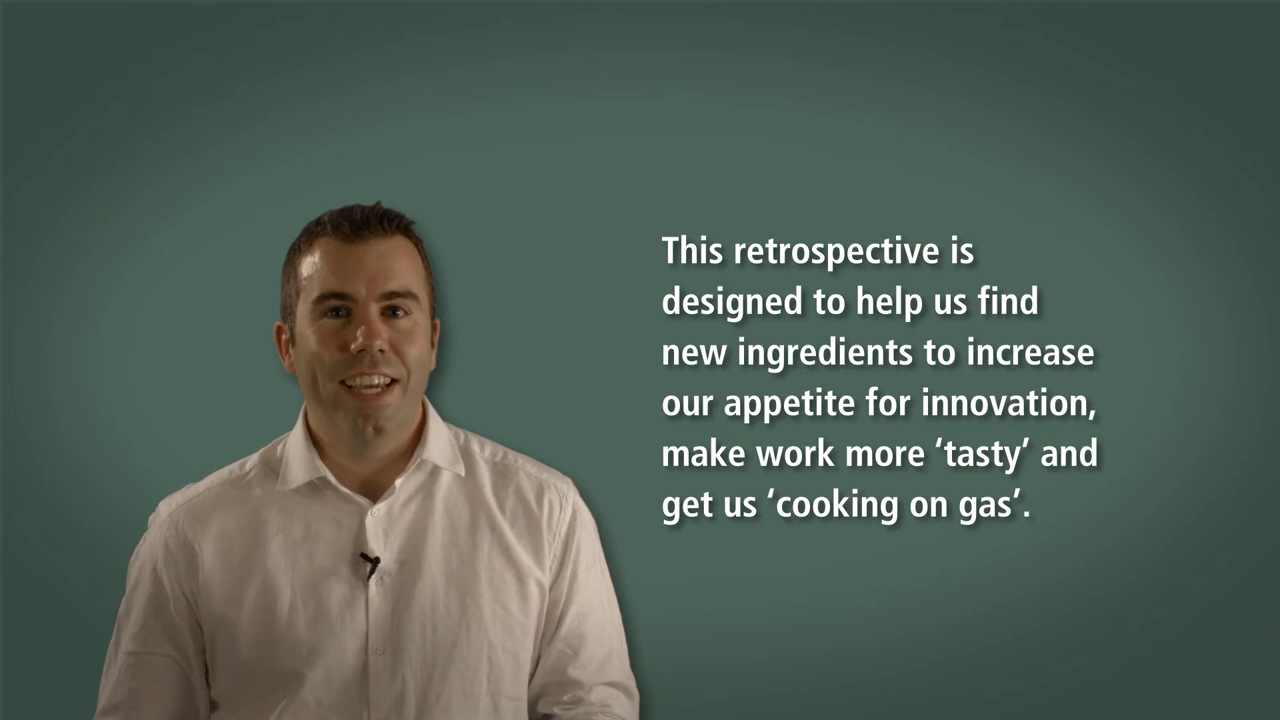 This retrospective is
designed to help us find
new ingredients to increase
our appetite for innovation,
make work more ‘tasty’ and
get us ‘cooking on gas’.